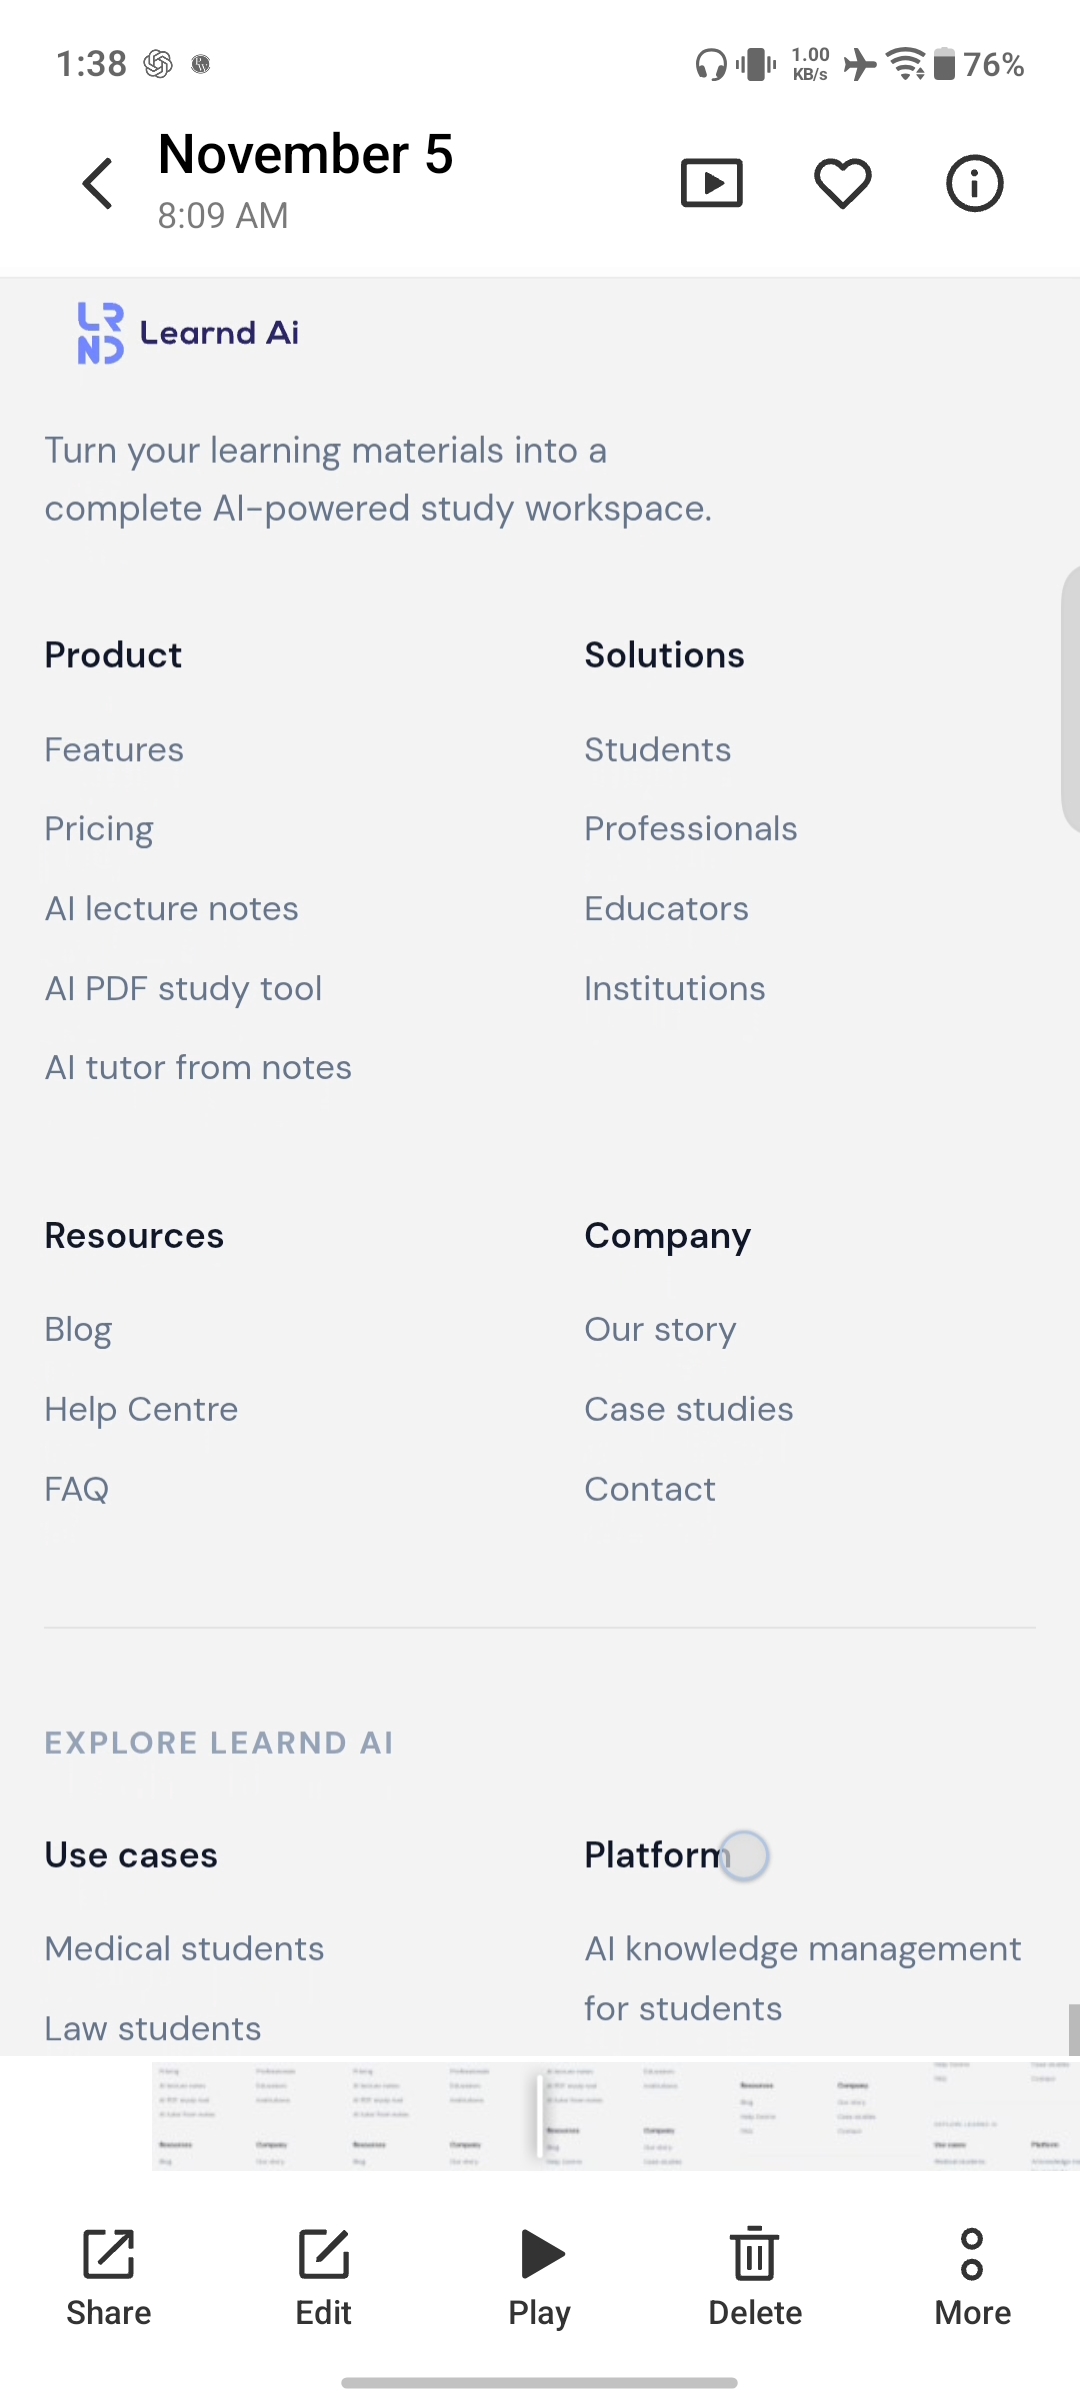 1:38
1.00
KB/s
76%
November 5
8:09 AM
LRND
Learnd Ai
Turn your learning materials into a
complete AI-powered study workspace.
Product
Features
Pricing
AI lecture notes
AI PDF study tool
AI tutor from notes
Solutions
Students
Professionals
Educators
Institutions
Resources
Blog
Help Centre
FAQ
Company
Our story
Case studies
Contact
EXPLORE LEARND AI
Use cases
Medical students
Law students
Platform
AI knowledge management
for students
Share
Edit
Play
Delete
More